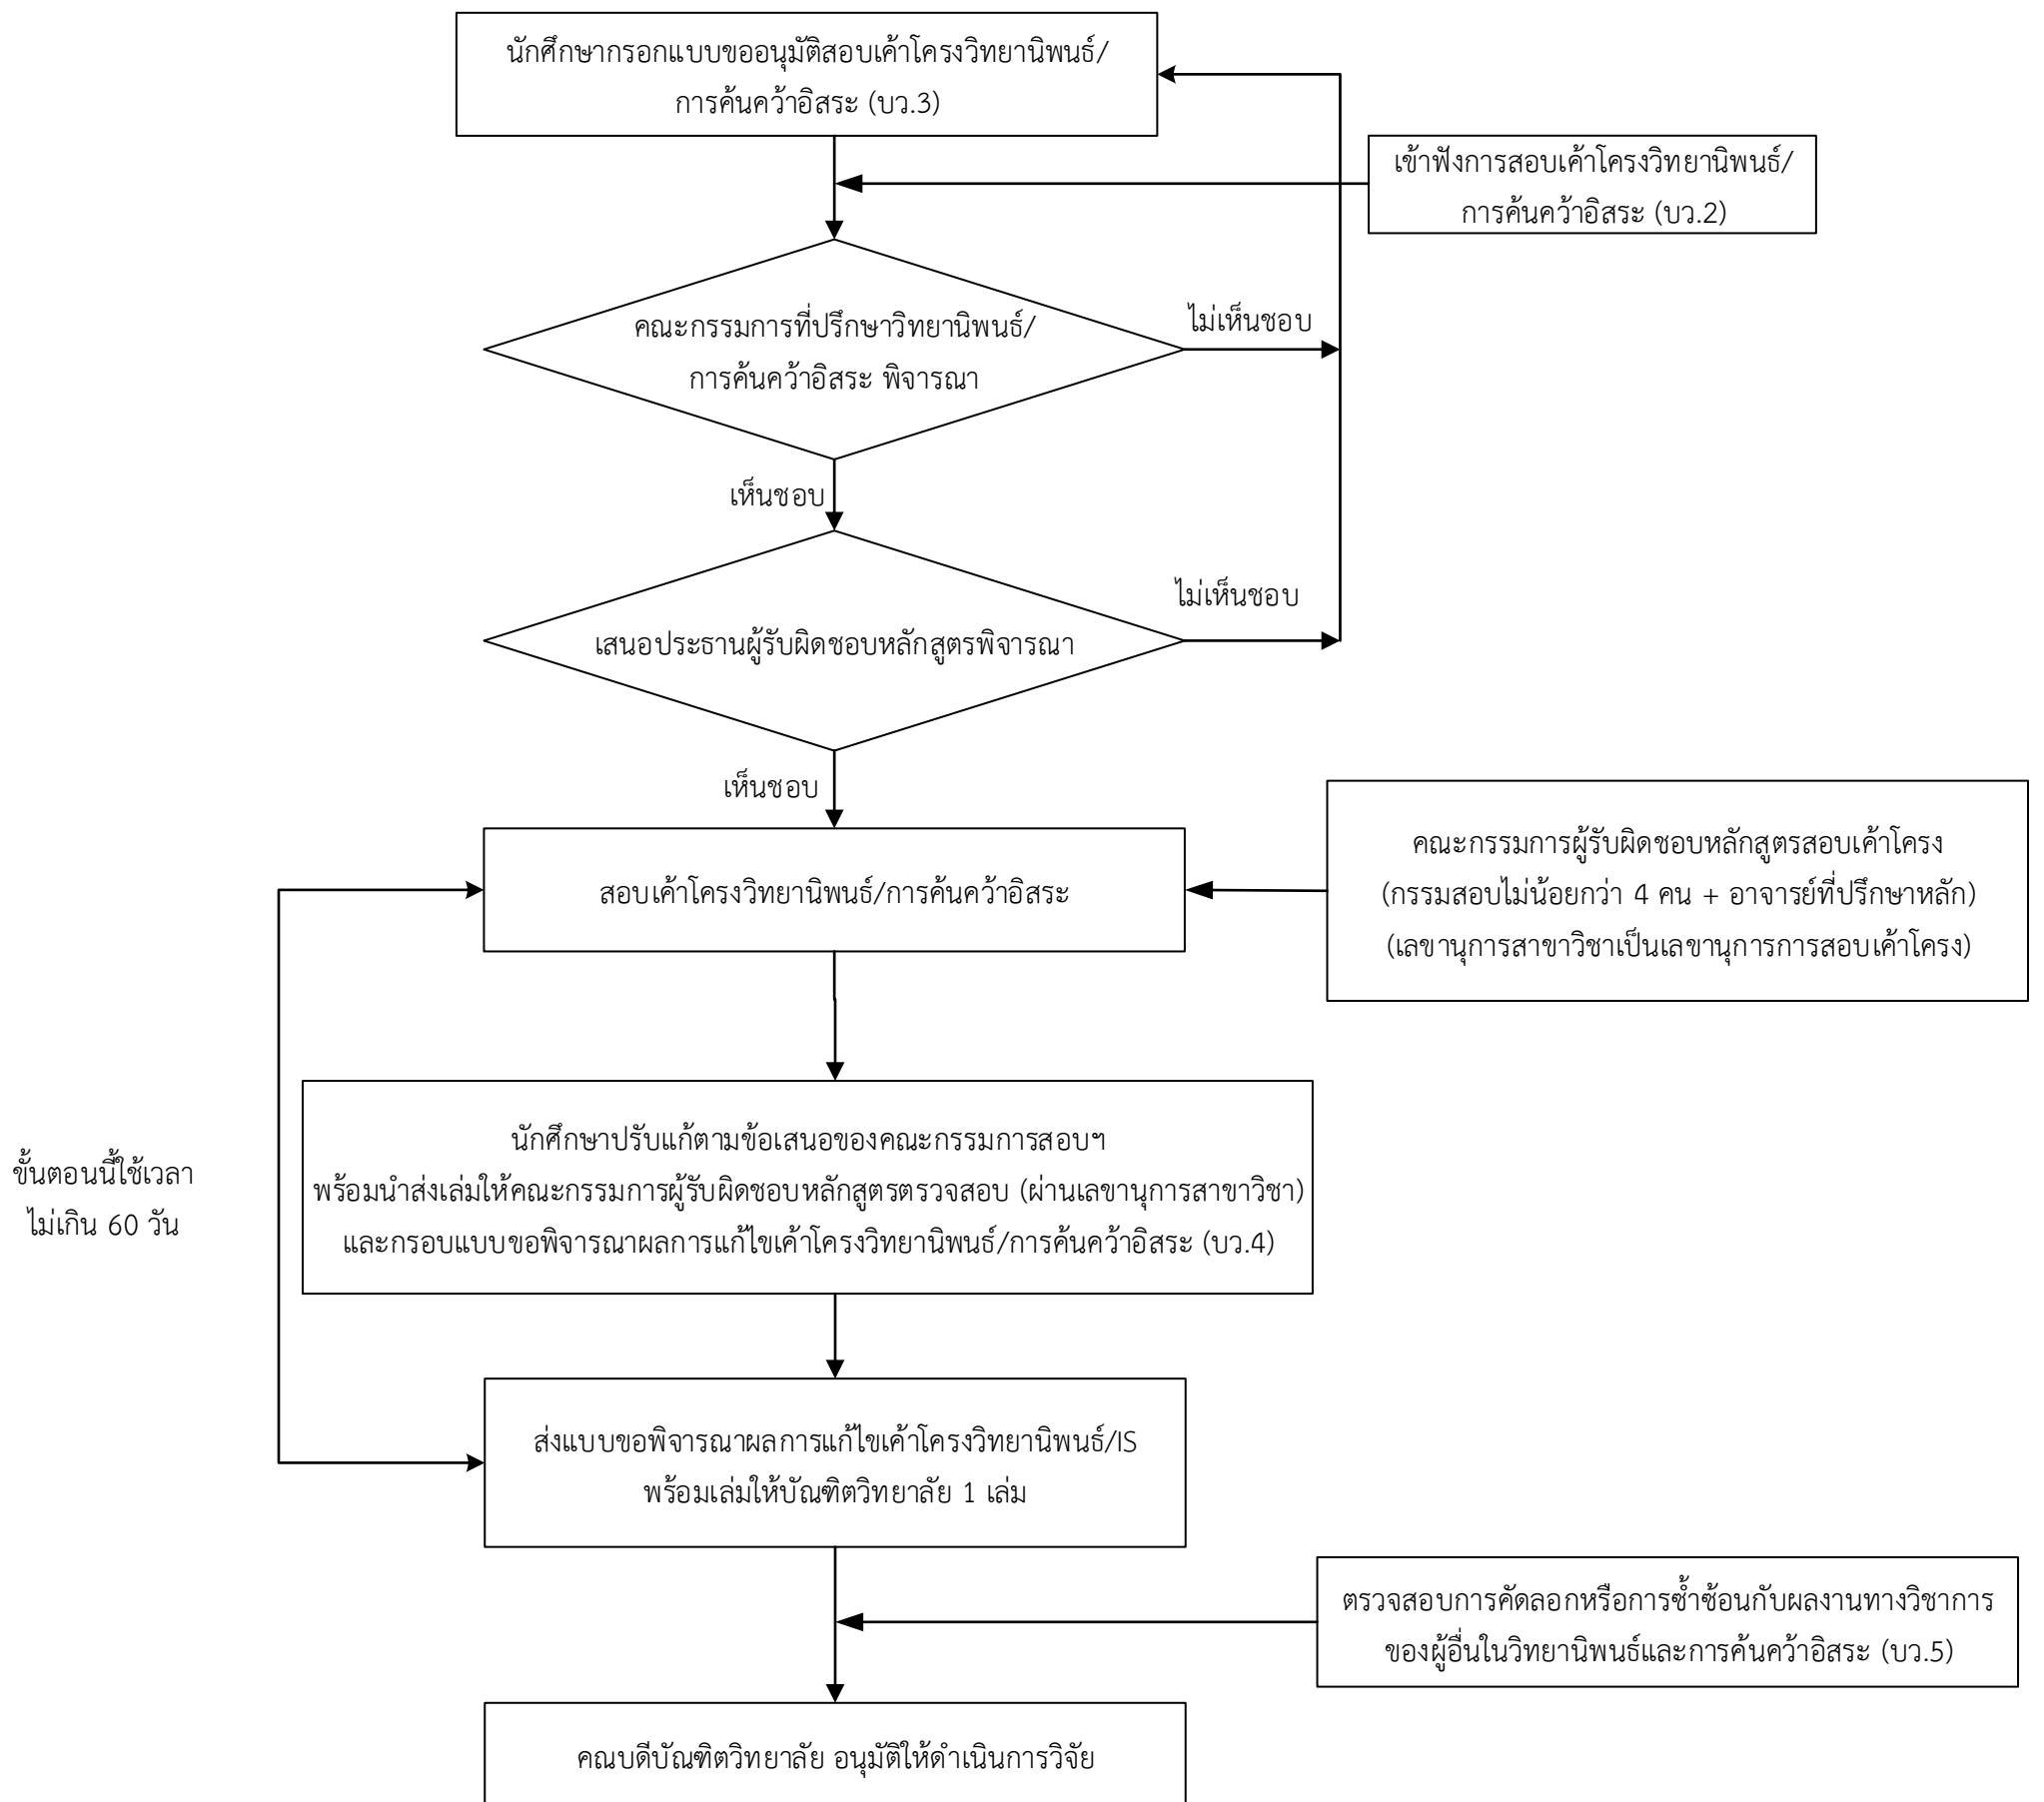 นักศึกษากรอกแบบขออนุมัติสอบเค้าโครงวิทยานิพนธ์/
การค้นคว้าอิสระ (บว.3)
เข้าฟังการสอบเค้าโครงวิทยานิพนธ์/
การค้นคว้าอิสระ (บว.2)
คณะกรรมการที่ปรึกษาวิทยานิพนธ์/
การค้นคว้าอิสระ พิจารณา
ไม่เห็นชอบ
เห็นชอบ
เสนอประธานผู้รับผิดชอบหลักสูตรพิจารณา
ไม่เห็นชอบ
เห็นชอบ
สอบเค้าโครงวิทยานิพนธ์/การค้นคว้าอิสระ
คณะกรรมการผู้รับผิดชอบหลักสูตรสอบเค้าโครง
(กรรมสอบไม่น้อยกว่า 4 คน + อาจารย์ที่ปรึกษาหลัก)
(เลขานุการสาขาวิชาเป็นเลขานุการการสอบเค้าโครง)
นักศึกษาปรับแก้ตามข้อเสนอของคณะกรรมการสอบฯ
พร้อมนำส่งเล่มให้คณะกรรมการผู้รับผิดชอบหลักสูตรตรวจสอบ (ผ่านเลขานุการสาขาวิชา)
และกรอบแบบขอพิจารณาผลการแก้ไขเค้าโครงวิทยานิพนธ์/การค้นคว้าอิสระ (บว.4)
ขั้นตอนนี้ใช้เวลา
ไม่เกิน 60 วัน
ส่งแบบขอพิจารณาผลการแก้ไขเค้าโครงวิทยานิพนธ์/IS
พร้อมเล่มให้บัณฑิตวิทยาลัย 1 เล่ม
ตรวจสอบการคัดลอกหรือการซ้ำซ้อนกับผลงานทางวิชาการ
ของผู้อื่นในวิทยานิพนธ์และการค้นคว้าอิสระ (บว.5)
คณบดีบัณฑิตวิทยาลัย อนุมัติให้ดำเนินการวิจัย